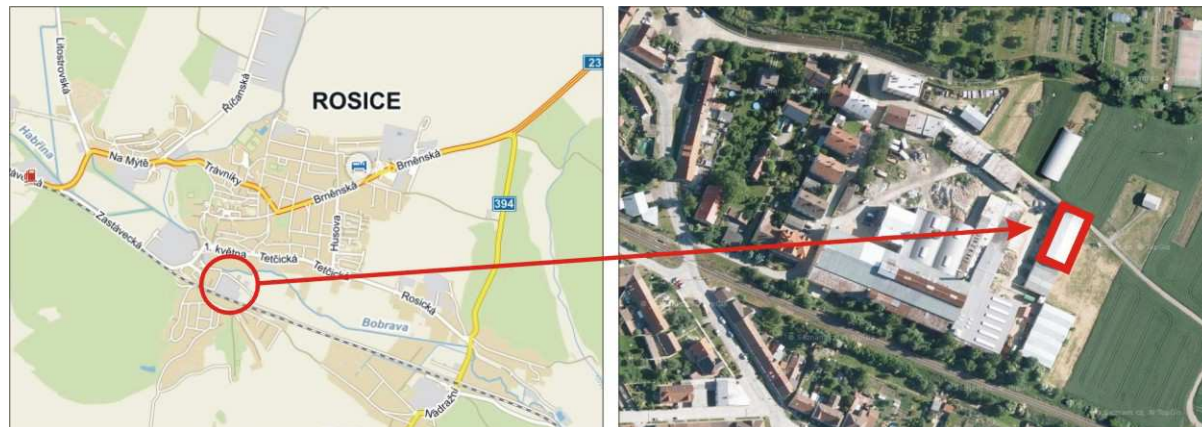 23
ROSICE
Litostrovská
Říčanská
Habřina
Na Mýtě
Trávníky
Brněnská
Brněnská
394
Zastávecká
Husova
1. května
Tetčická
Tetčická
Rosická
Bobrava
Nádražní